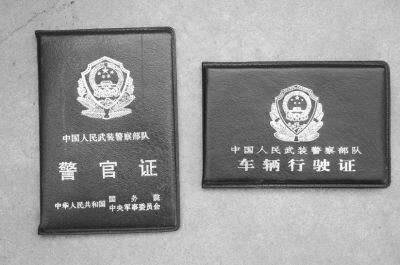 中国人民武装警察部队
警官证
中华人民共和国 国务院
中央军事委员会
中国人民武装警察部队
车辆行驶证